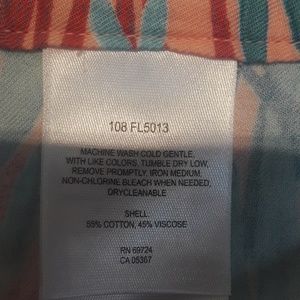 108 FL5013
MACHINE WASH COLD GENTLE,
WITH LIKE COLORS, TUMBLE DRY LOW,
REMOVE PROMPTLY, IRON MEDIUM,
NON-CHLORINE BLEACH WHEN NEEDED,
DRYCLEANABLE
SHELL:
55% COTTON, 45% VISCOSE
RN 69724
CA 05367